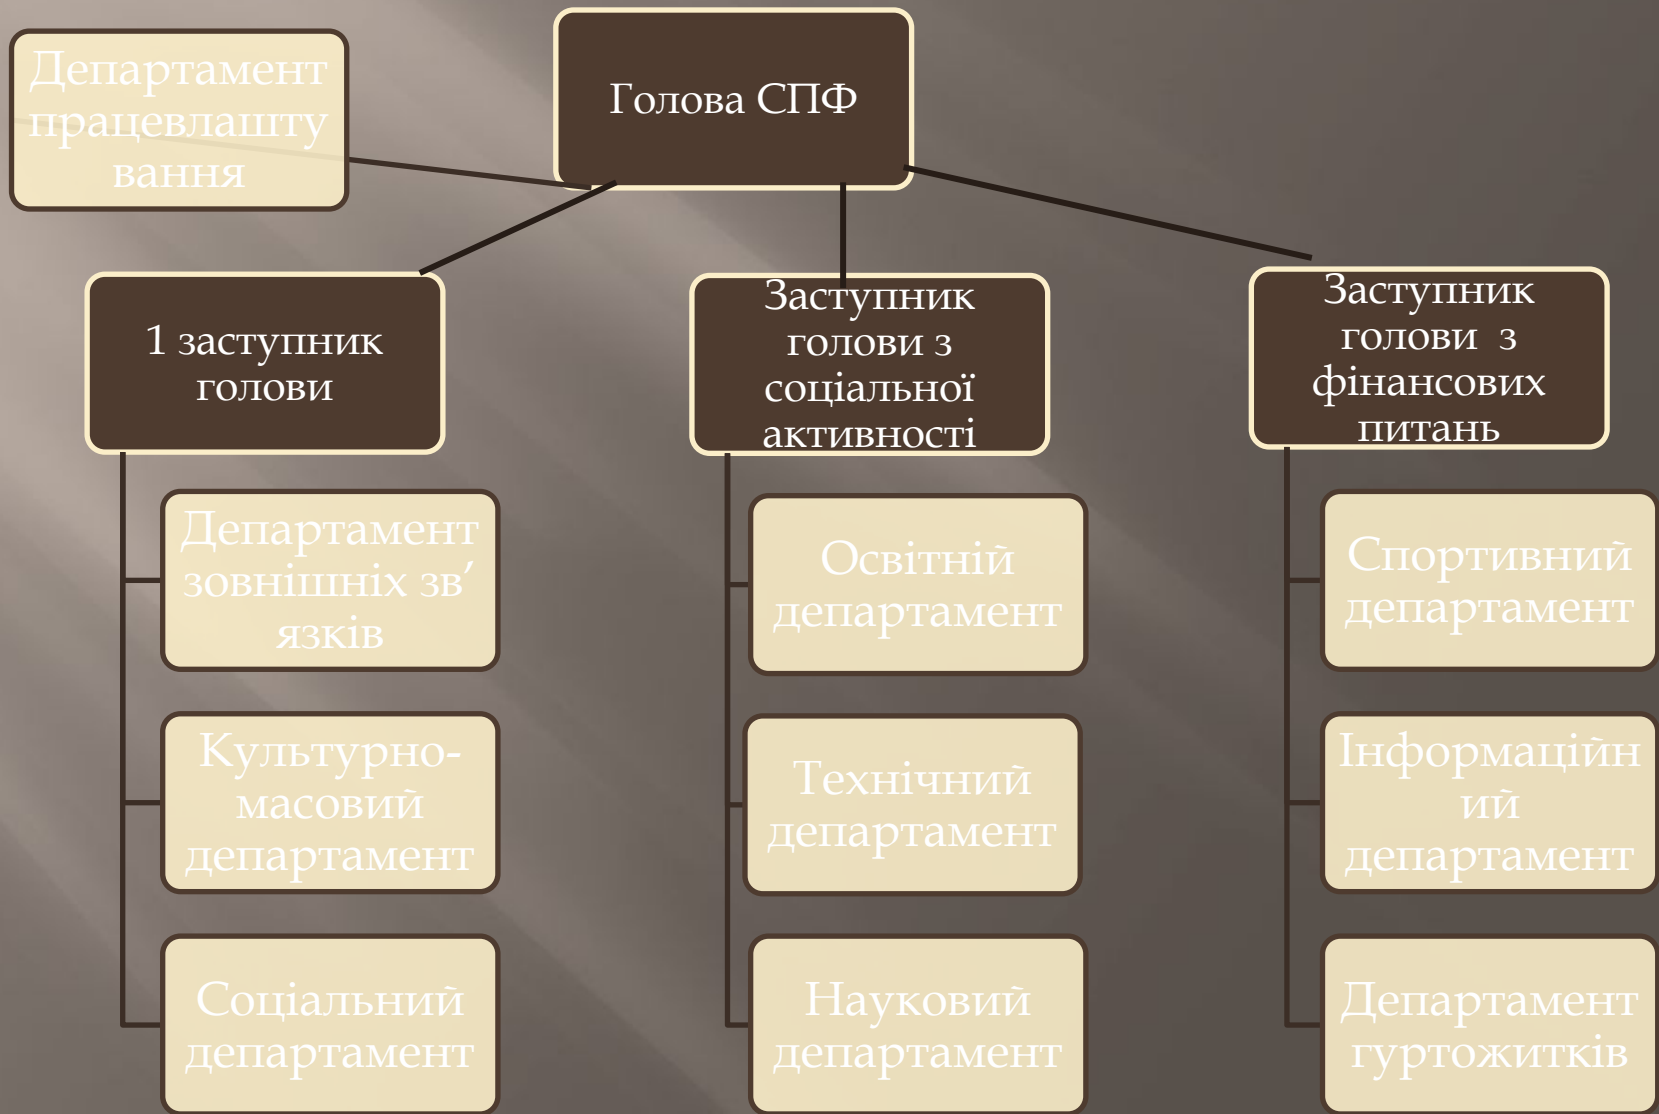 Департамент
працевлашту
вання
Голова СПФ
1 заступник
голови
Заступник
голови з
соціальної
активності
Заступник
голови з
фінансових
питань
Департамент
зовнішніх зв’
язків
Освітній
департамент
Спортивний
департамент
Культурно-
масовий
департамент
Технічний
департамент
Інформаційн
ий
департамент
Соціальний
департамент
Науковий
департамент
Департамент
гуртожитків